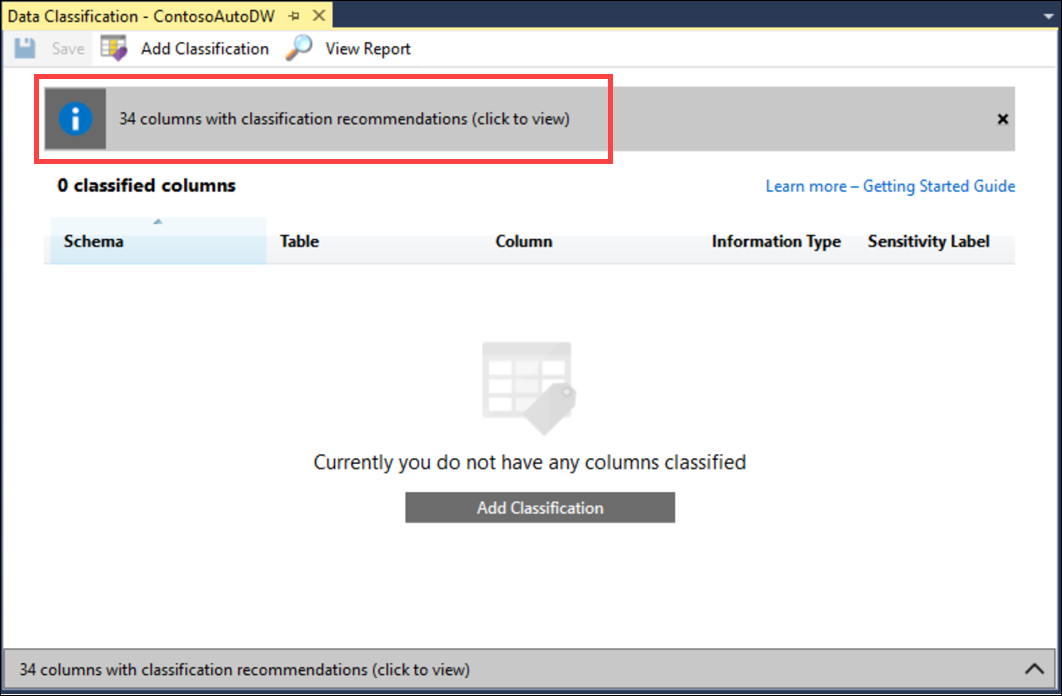 Data Classification - ContosoAutoDW
Save Add Classification View Report
34 columns with classification recommendations (click to view)
0 classified columns
Learn more – Getting Started Guide
Schema Table Column Information Type Sensitivity Label
Currently you do not have any columns classified
Add Classification
34 columns with classification recommendations (click to view)